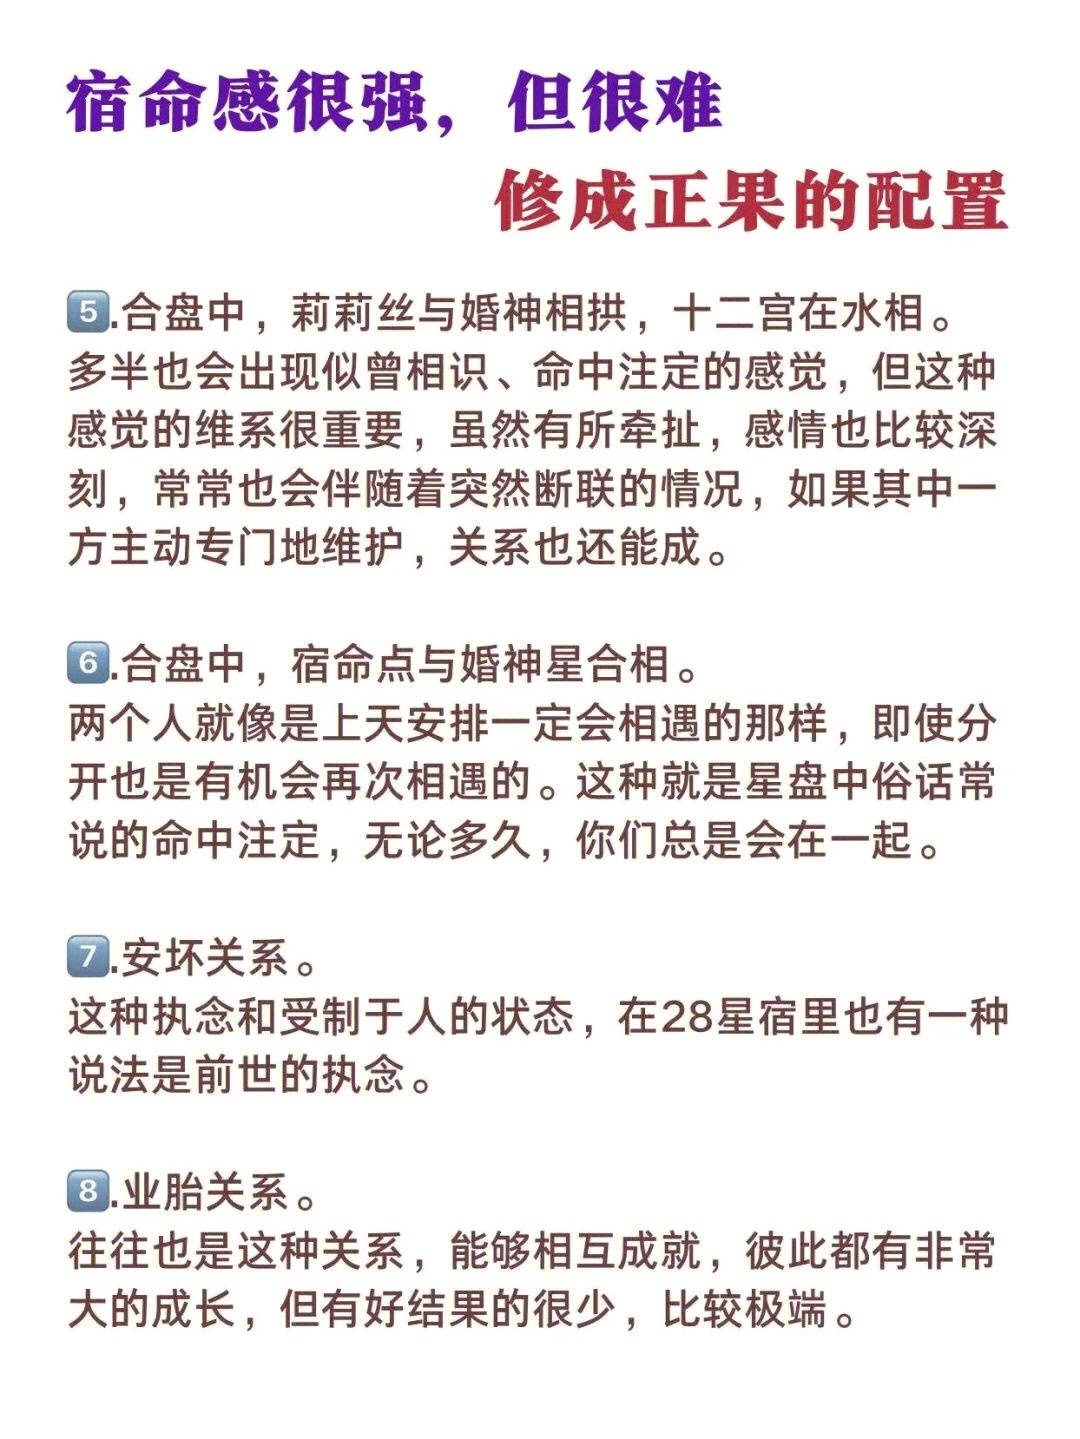 宿命感很强，但很难
修成正果的配置
5.合盘中，莉莉丝与婚神相拱，十二宫在水相。
多半也会出现似曾相识、命中注定的感觉，但这种
感觉的维系很重要，虽然有所牵扯，感情也比较深
刻，常常也会伴随着突然断联的情况，如果其中一
方主动专门地维护，关系也还能成。
6.合盘中，宿命点与婚神星合相。
两个人就像是上天安排一定会相遇的那样，即使分
开也是有机会再次相遇的。这种就是星盘中俗话常
说的命中注定，无论多久，你们总是会在一起。
7.安坏关系。
这种执念和受制于人的状态，在28星宿里也有一种
说法是前世的执念。
8.业胎关系。
往往也是这种关系，能够相互成就，彼此都有非常
大的成长，但有好结果的很少，比较极端。